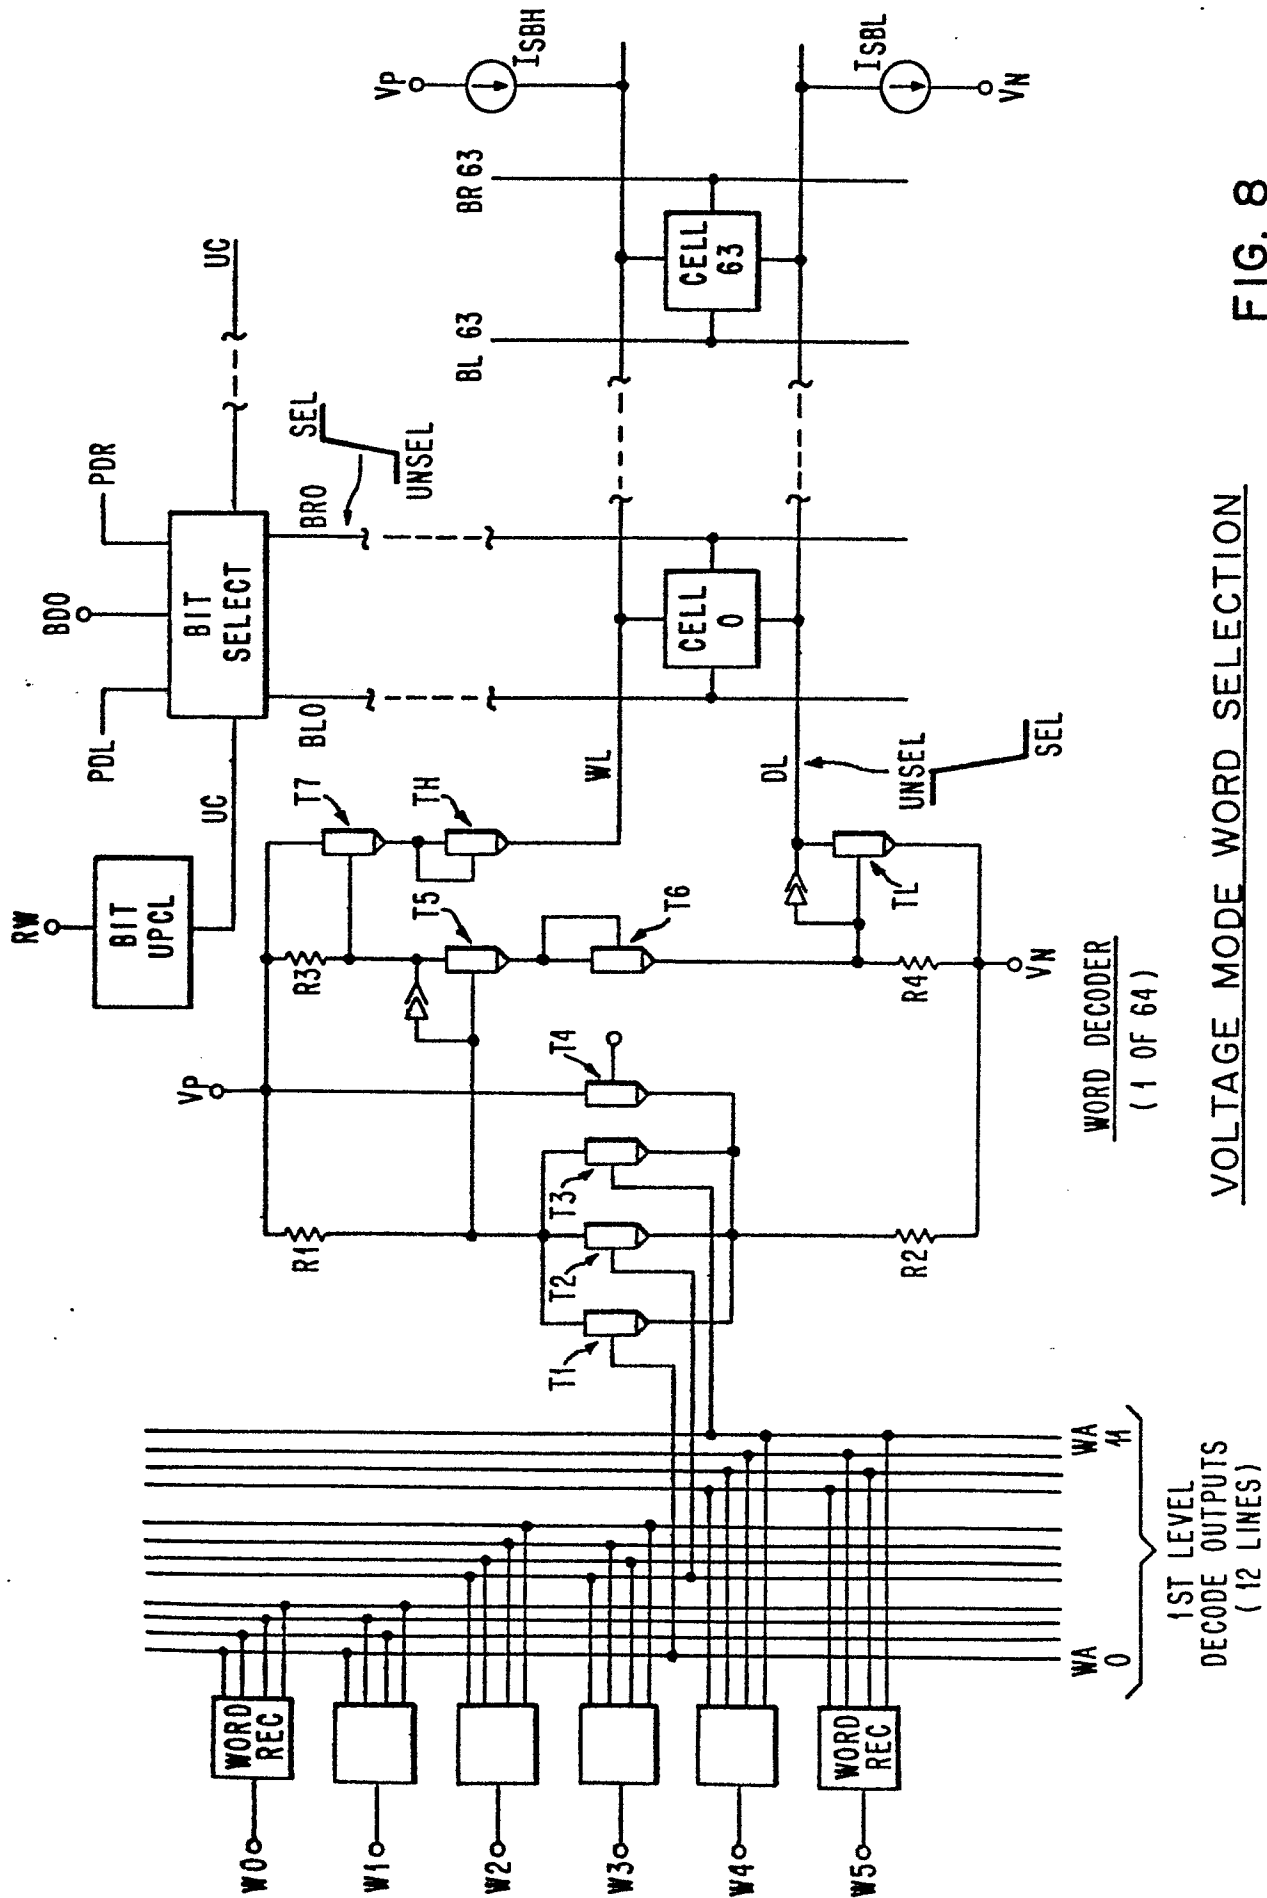 RW
BIT
UPCL
UC
PDL
BD0
PDR
BIT
SELECT
UC
BL0
BR0
SEL
UNSEL
VP
R1
R3
T7
TH
T5
T6
T4
T3
T2
T1
R2
R4
TL
VN
WL
DL
UNSEL
SEL
CELL
0
BL 63
BR 63
CELL
63
VP
ISBH
ISBL
VN
W0
W1
W2
W3
W4
W5
WORD
REC
WORD
REC
WA
0
WA
11
1ST LEVEL
DECODE OUTPUTS
(12 LINES)
WORD DECODER
(1 OF 64)
VOLTAGE MODE WORD SELECTION
FIG. 8